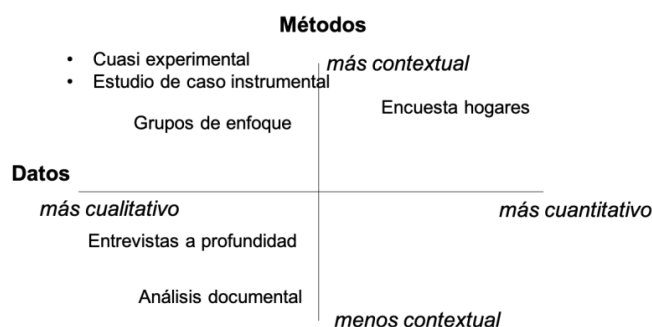 Métodos
• Cuasi experimental
• Estudio de caso instrumental
más contextual
Grupos de enfoque
Encuesta hogares
Datos
más cualitativo
más cuantitativo
Entrevistas a profundidad
Análisis documental
menos contextual